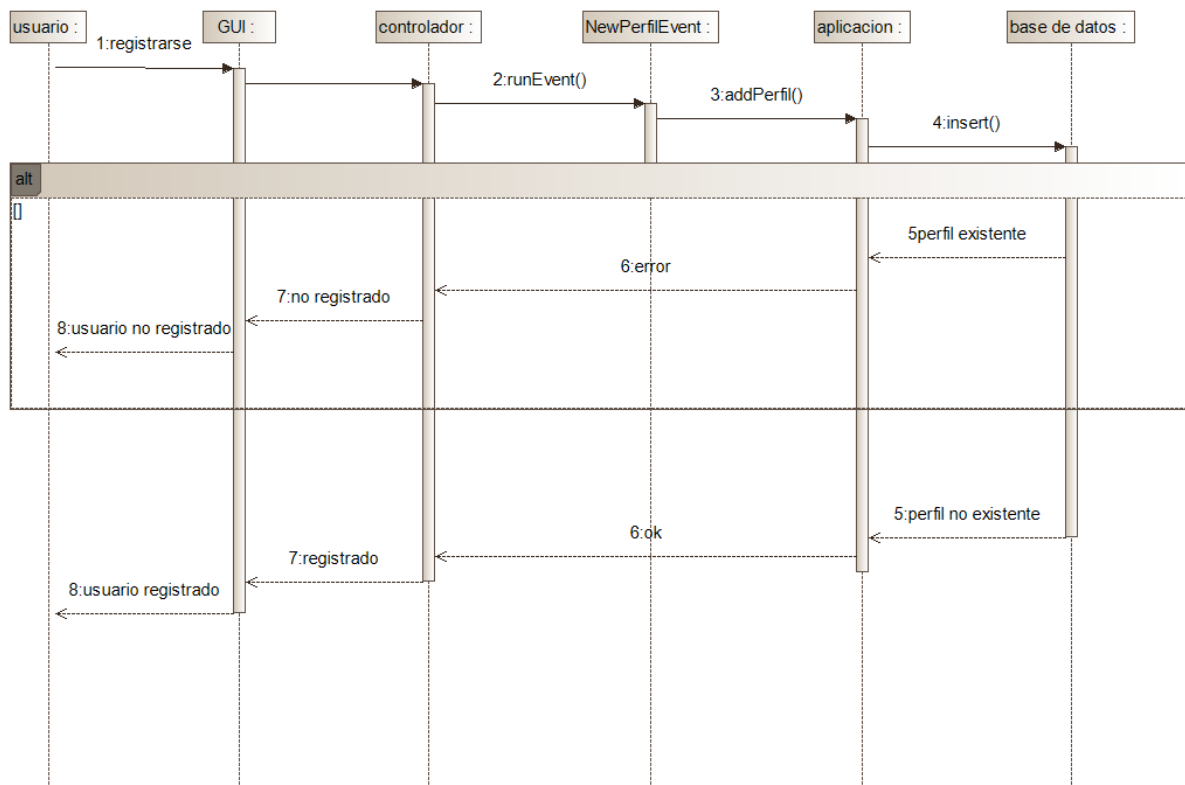 usuario :
GUI :
controlador :
NewPerfilEvent :
aplicacion :
base de datos :
1:registrarse
2:runEvent()
3:addPerfil()
4:insert()
alt
[]
5perfil existente
6:error
7:no registrado
8:usuario no registrado
5:perfil no existente
6:ok
7:registrado
8:usuario registrado